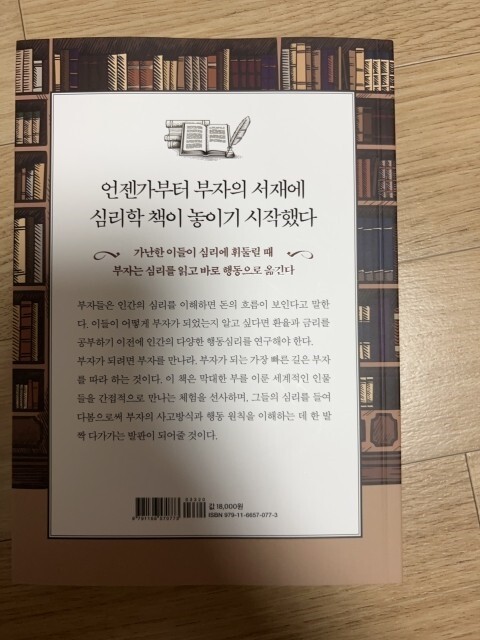 언젠가부터 부자의 서재에
심리학 책이 놓이기 시작했다
가난한 이들이 심리에 휘둘릴 때
부자는 심리를 읽고 바로 행동으로 옮긴다
부자들은 인간의 심리를 이해하면 돈의 흐름이 보인다고 말한
다. 이들이 어떻게 부자가 되었는지 알고 싶다면 환율과 금리를
공부하기 이전에 인간의 다양한 행동심리를 연구해야 한다.
부자가 되려면 부자를 만나라. 부자가 되는 가장 빠른 길은 부자
를 따라 하는 것이다. 이 책은 막대한 부를 이룬 세계적인 인물
들을 간접적으로 만나는 체험을 선사하며, 그들의 심리를 들여
다봄으로써 부자의 사고방식과 행동 원칙을 이해하는 데 한 발
짝 다가가는 발판이 되어줄 것이다.
03320
값 18,000원
9 791166 570773
ISBN 979-11-6657-077-3